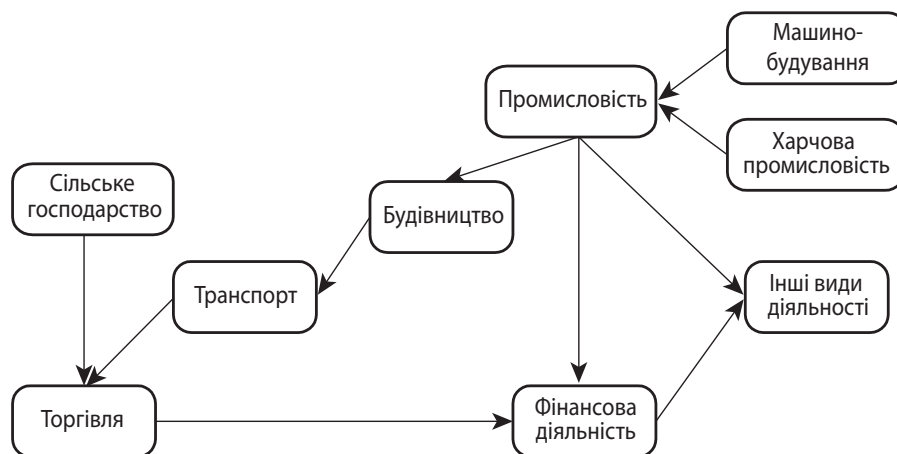 Машино-
будування
Промисловість
Харчова
промисловість
Сільське
господарство
Будівництво
Транспорт
Інші види
діяльності
Торгівля
Фінансова
діяльність